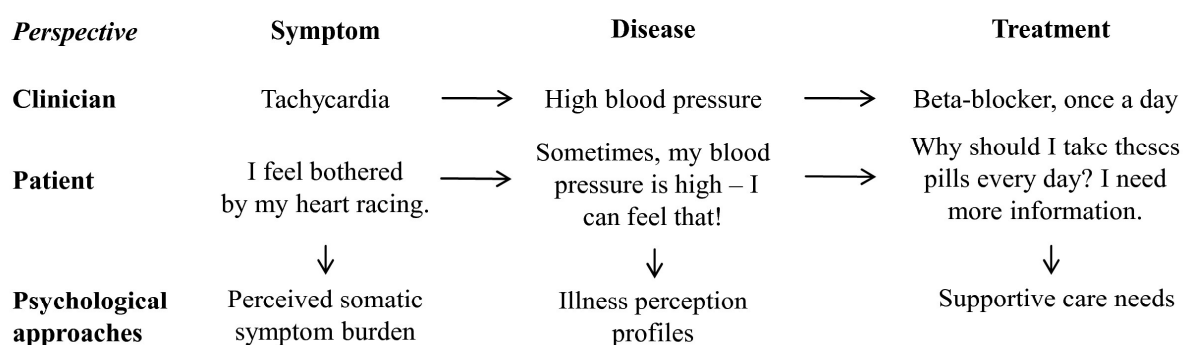 Perspective Symptom Disease Treatment
Clinician Tachycardia High blood pressure Beta-blocker, once a day
Patient
I feel bothered
by my heart racing.
Sometimes, my blood
pressure is high – I
can feel that!
Why should I take theses
pills every day? I need
more information.
Psychological
approaches
Perceived somatic
symptom burden
Illness perception
profiles
Supportive care needs